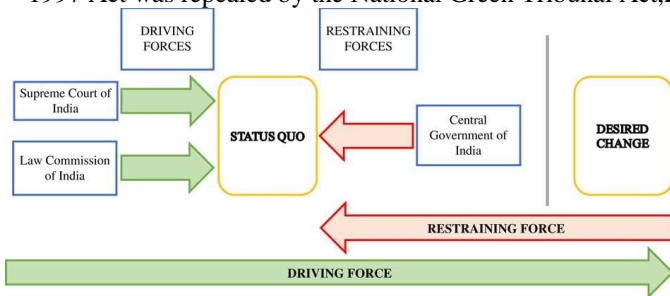 1997 Act was repealed by the National Green Tribunal Act,
DRIVING
FORCES
RESTRAINING
FORCES
Supreme Court of
India
Law Commission
of India
STATUS QUO
Central
Government of
India
DESIRED
CHANGE
RESTRAINING FORCE
DRIVING FORCE